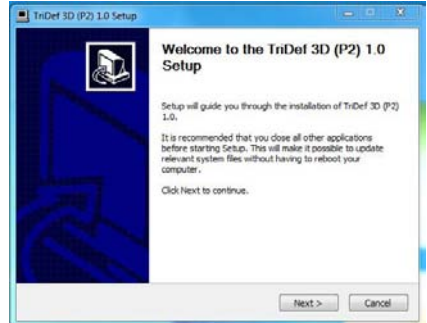 TriDef 3D (P2) 1.0 Setup
Welcome to the TriDef 3D (P2) 1.0
Setup
Setup will guide you through the installation of TriDef 3D (P2)
1.0.
It is recommended that you close all other applications
before starting Setup. This will make it possible to update
relevant system files without having to reboot your
computer.
Click Next to continue.
Next > Cancel